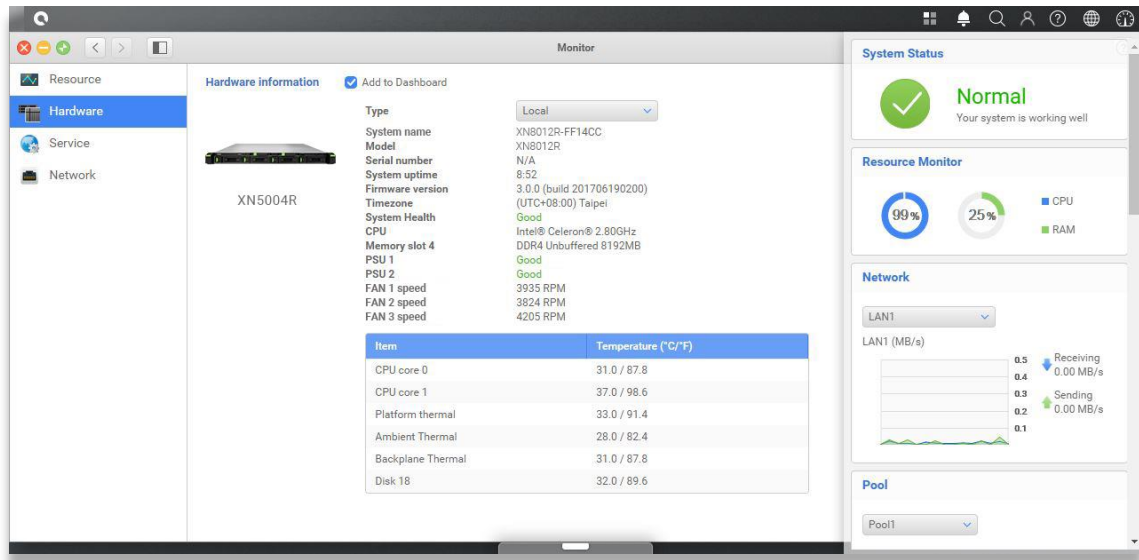 Monitor
Resource
Hardware
Service
Network
Hardware information
Add to Dashboard
XN5004R
Type Local
System name XN8012R-FF14CC
Model XN8012R
Serial number N/A
System uptime 8:52
Firmware version 3.0.0 (build 201706190200)
Timezone (UTC+08:00) Taipei
System Health Good
CPU Intel® Celeron® 2.80GHz
Memory slot 4 DDR4 Unbuffered 8192MB
PSU 1 Good
PSU 2 Good
FAN 1 speed 3935 RPM
FAN 2 speed 3824 RPM
FAN 3 speed 4205 RPM
Item Temperature (°C/°F)
CPU core 0 31.0 / 87.8
CPU core 1 37.0 / 98.6
Platform thermal 33.0 / 91.4
Ambient Thermal 28.0 / 82.4
Backplane Thermal 31.0 / 87.8
Disk 18 32.0 / 89.6
System Status
Normal
Your system is working well
Resource Monitor
99%
25%
CPU
RAM
Network
LAN1
LAN1 (MB/s)
0.5
0.4
0.3
0.2
0.1
Receiving
0.00 MB/s
Sending
0.00 MB/s
Pool
Pool1